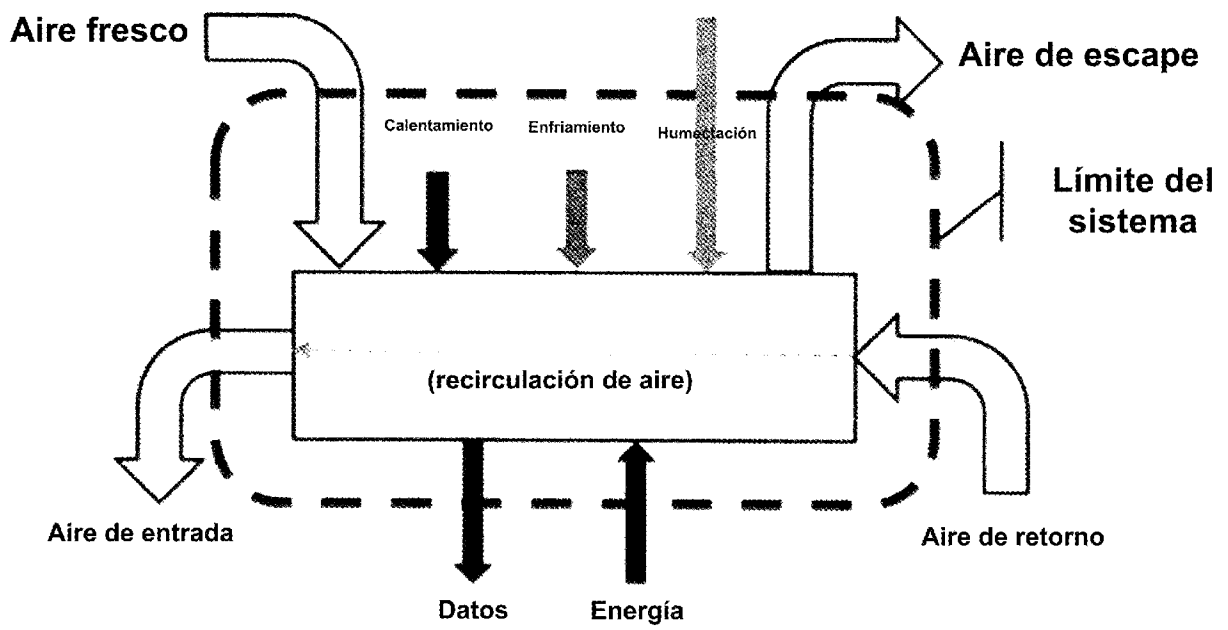 Aire fresco
Aire de escape
Calentamiento
Enfriamiento
Humectación
Límite del
sistema
(recirculación de aire)
Aire de entrada
Aire de retorno
Datos
Energía